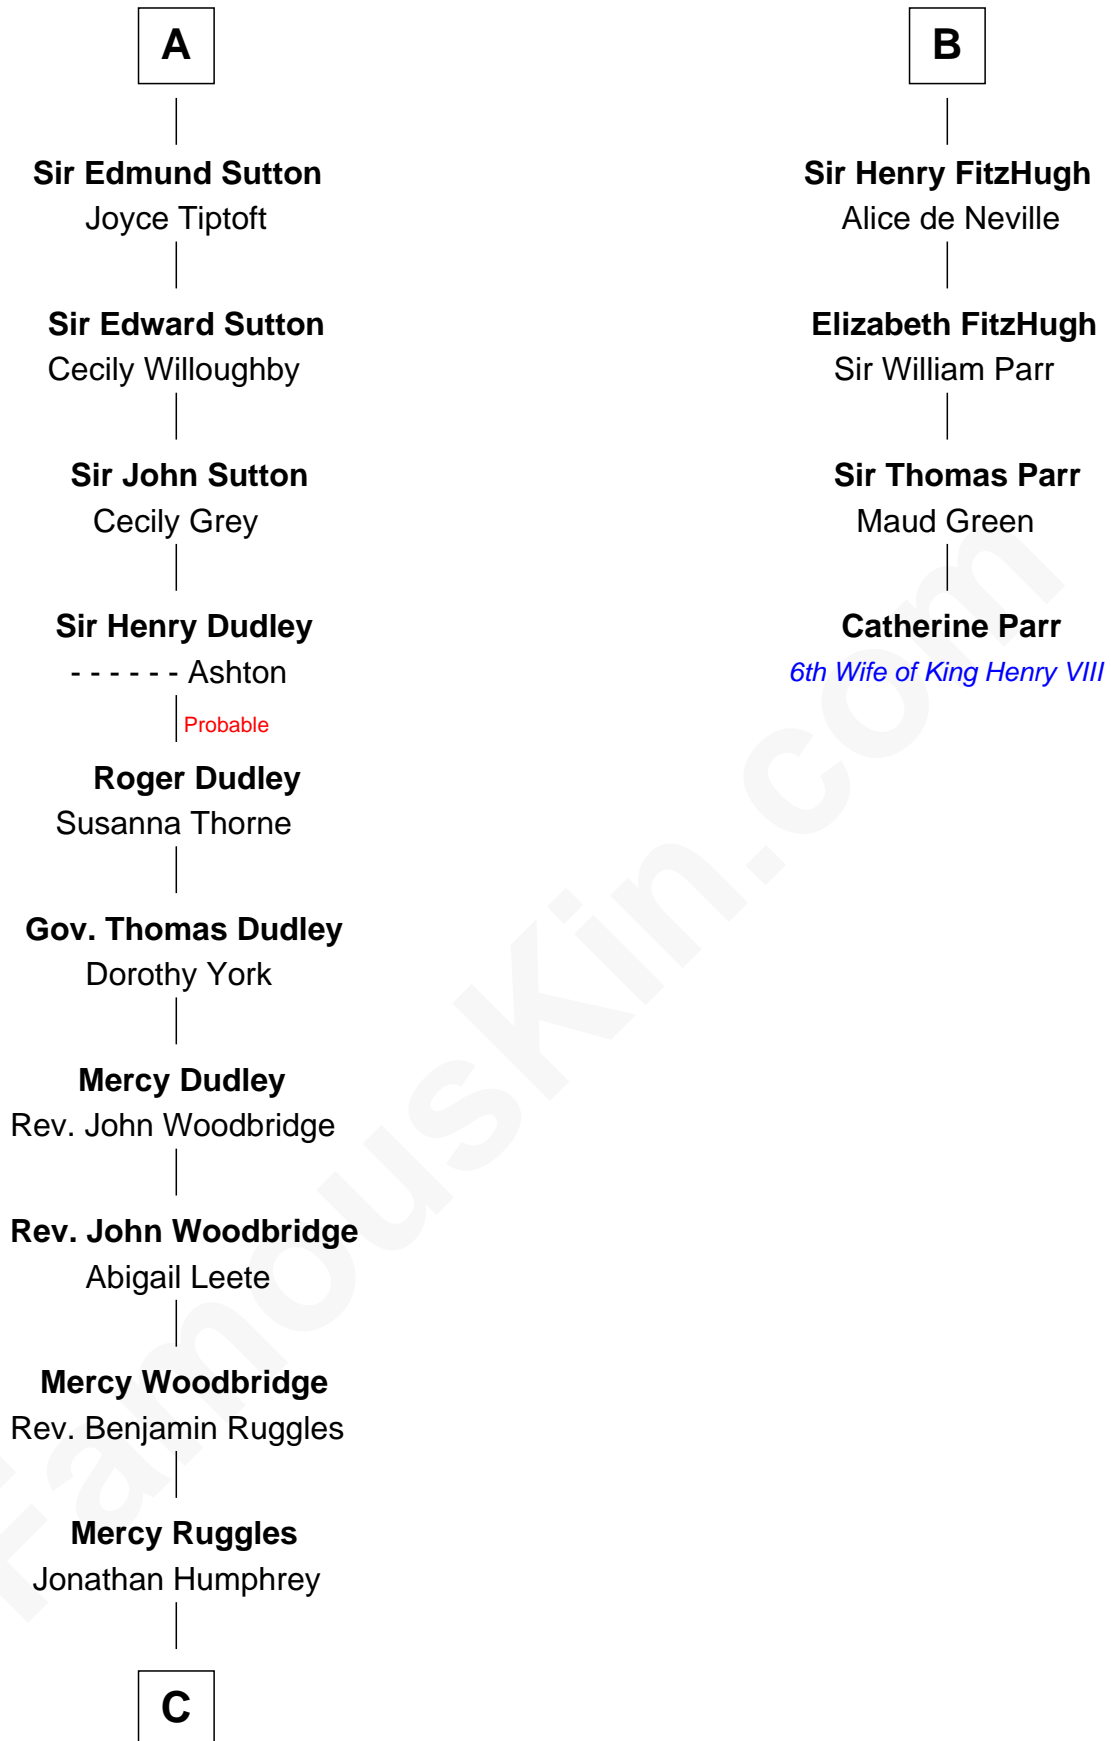 A
Sir Edmund Sutton
Joyce Tiptoft
Sir Edward Sutton
Cecily Willoughby
Sir John Sutton
Cecily Grey
Sir Henry Dudley
- - - - - - Ashton
Probable
Roger Dudley
Susanna Thorne
Gov. Thomas Dudley
Dorothy York
Mercy Dudley
Rev. John Woodbridge
Rev. John Woodbridge
Abigail Leete
Mercy Woodbridge
Rev. Benjamin Ruggles
Mercy Ruggles
Jonathan Humphrey
C
B
Sir Henry FitzHugh
Alice de Neville
Elizabeth FitzHugh
Sir William Parr
Sir Thomas Parr
Maud Green
Catherine Parr
6th Wife of King Henry VIII
FamousKin.com